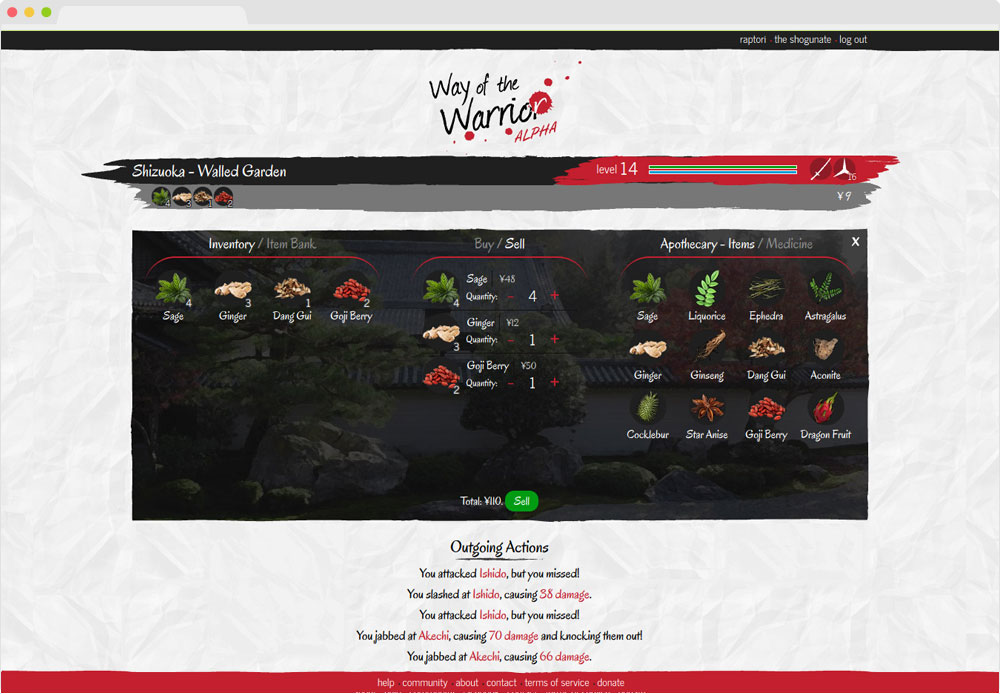 raptori · the shogunate · log out
Way of the
Warrior
ALPHA
Shizuoka - Walled Garden
level 14
16
4 3 1 2
¥ 9
Inventory / Item Bank
Buy / Sell
Apothecary - Items / Medicine
X
4 3 1 2
Sage Ginger Dang Gui Goji Berry
Sage ¥48
4 Quantity: - 4 +
Ginger ¥12
3 Quantity: - 1 +
Goji Berry ¥50
2 Quantity: - 1 +
Total: ¥110. Sell
Sage Liquorice Ephedra Astragalus
Ginger Ginseng Dang Gui Aconite
Cocklebur Star Anise Goji Berry Dragon Fruit
Outgoing Actions
You attacked Ishido, but you missed!
You slashed at Ishido, causing 38 damage.
You attacked Ishido, but you missed!
You jabbed at Akechi, causing 70 damage and knocking them out!
You jabbed at Akechi, causing 66 damage.
help · community · about · contact · terms of service · donate